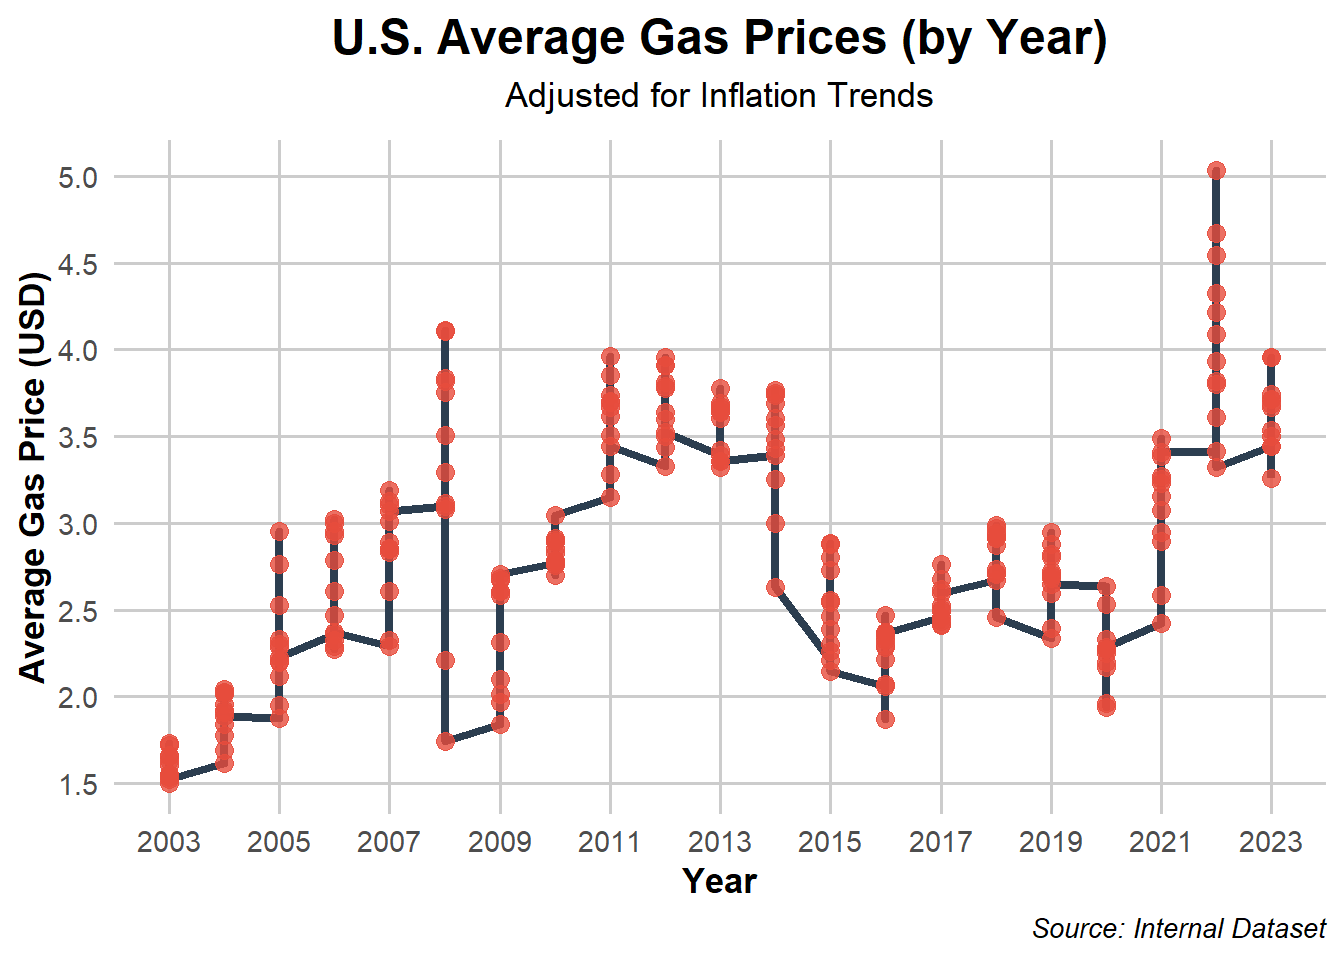 U.S. Average Gas Prices (by Year)
Adjusted for Inflation Trends
Average Gas Price (USD)
5.0
4.5
4.0
3.5
3.0
2.5
2.0
1.5
2003 2005 2007 2009 2011 2013 2015 2017 2019 2021 2023
Year
Source: Internal Dataset